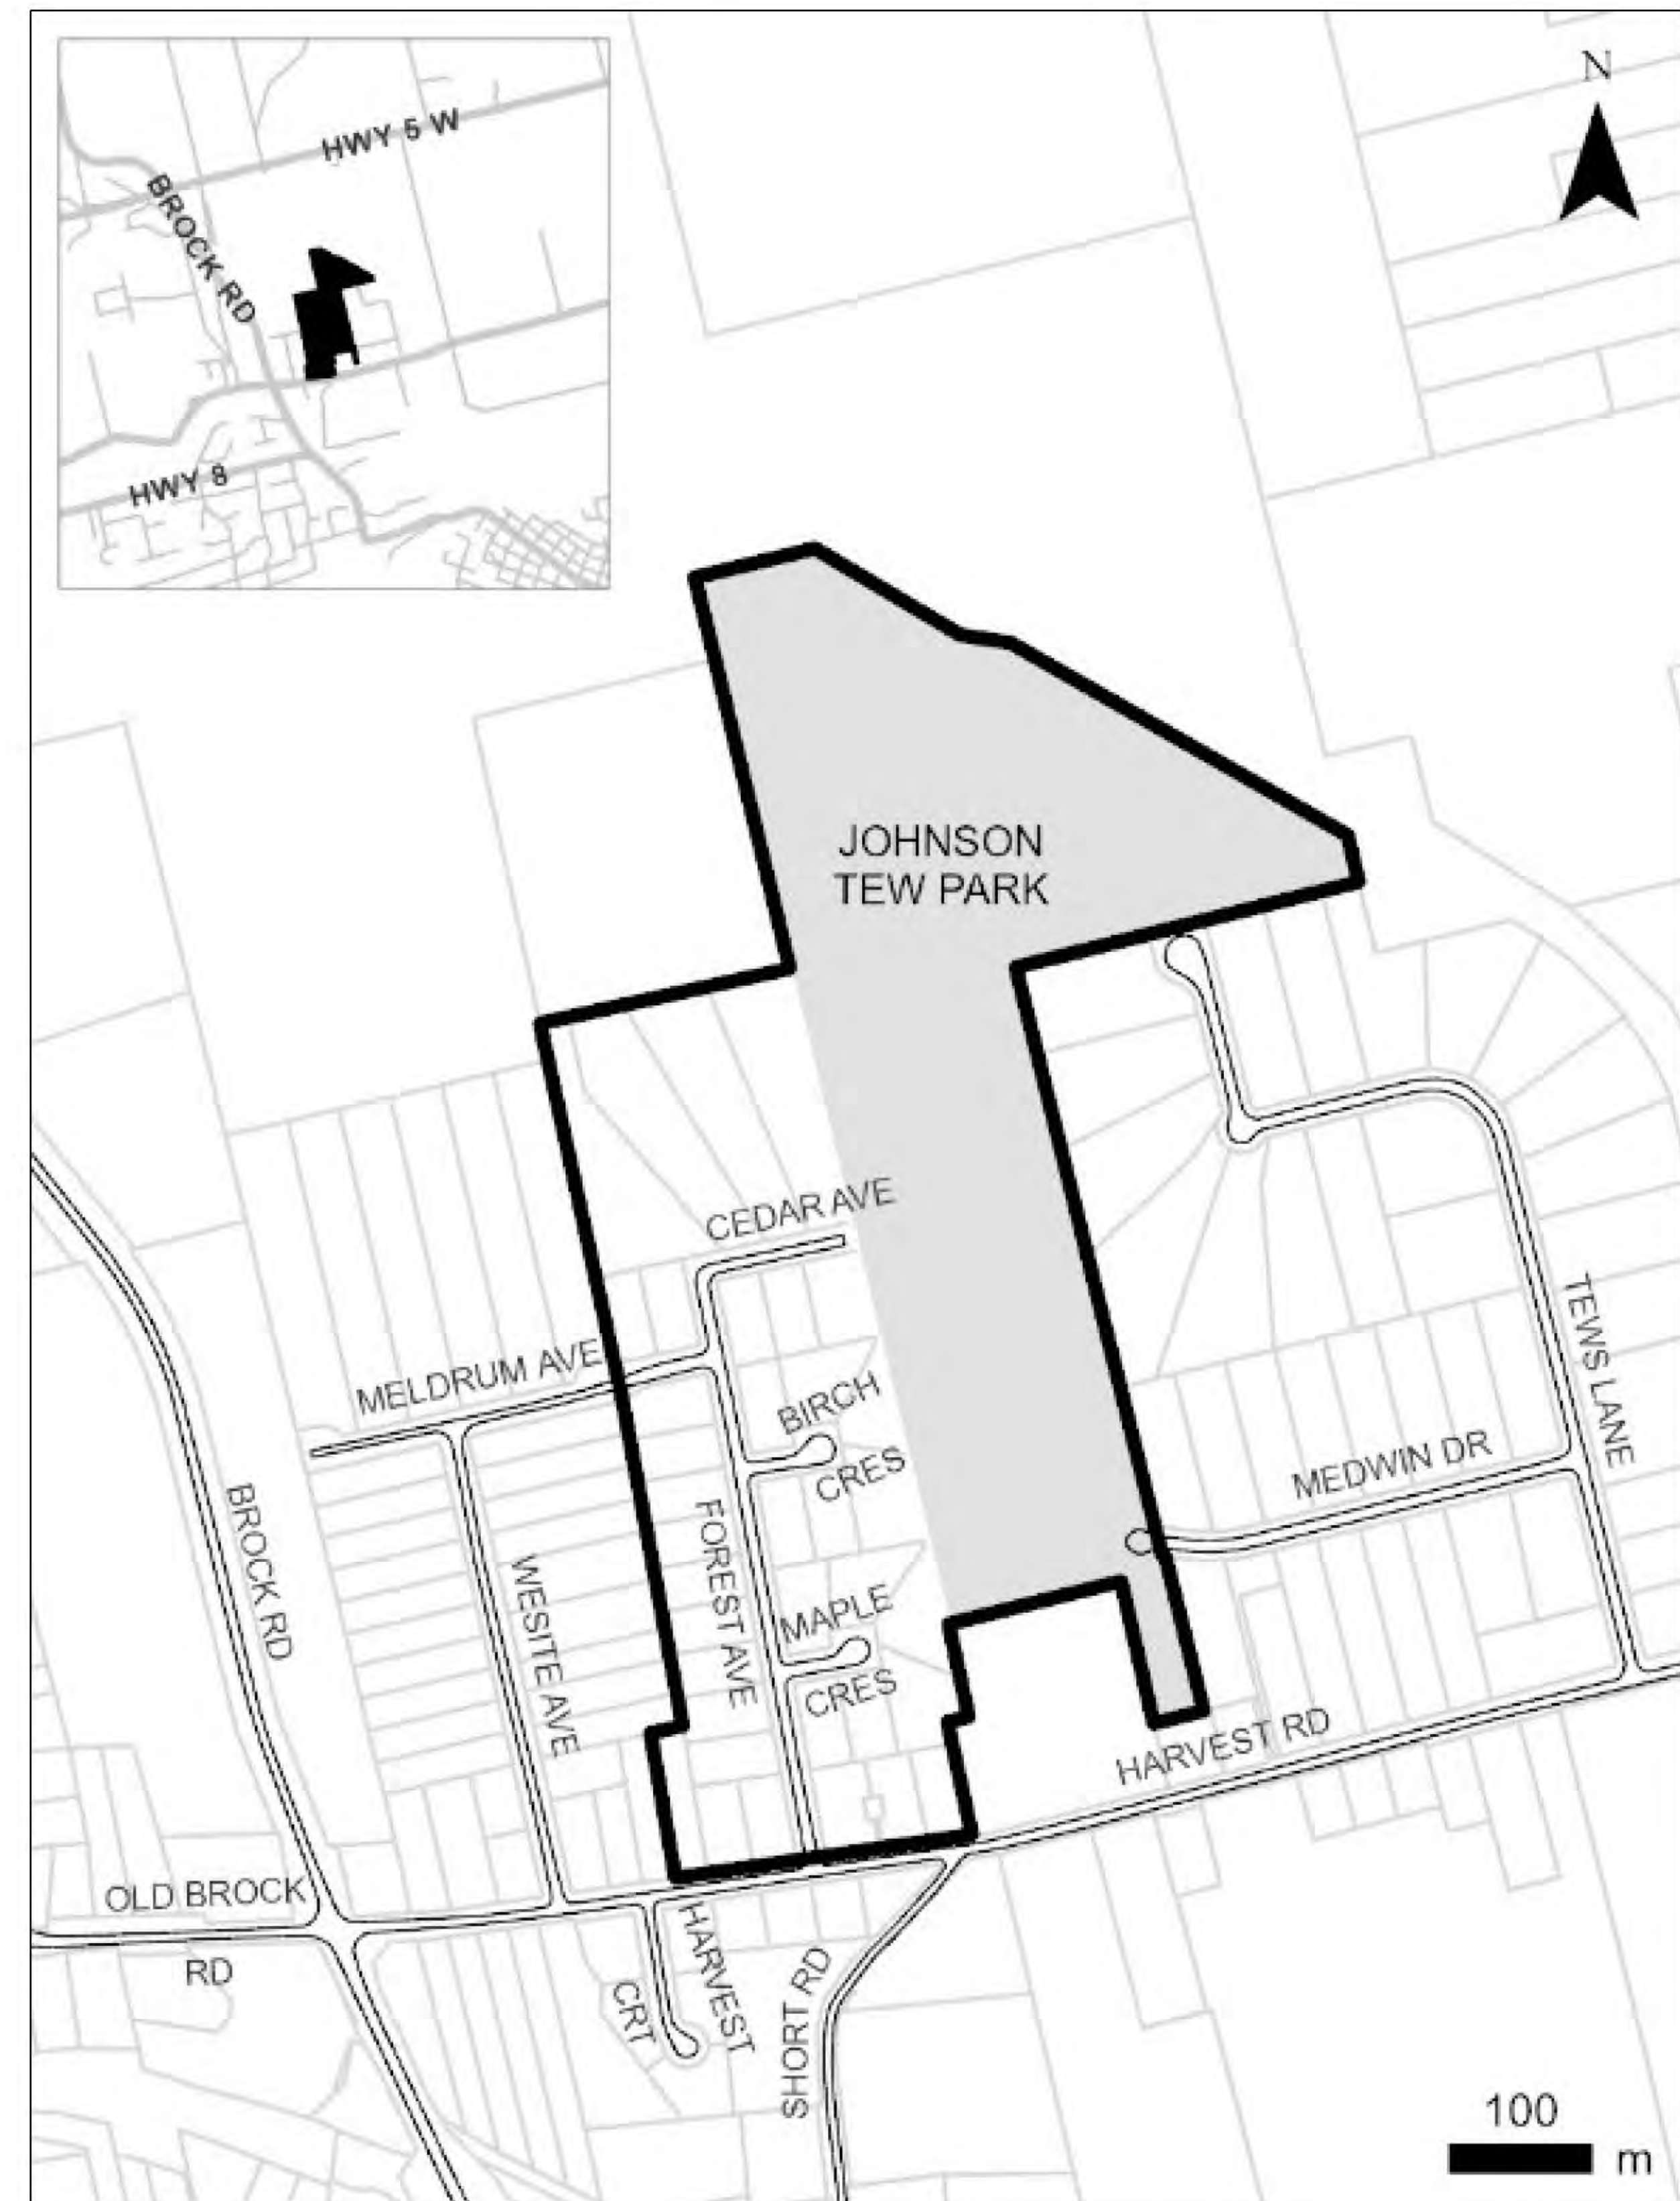 N
HWY 5 W
BROCK RD
HWY 8
JOHNSON
TEW PARK
CEDAR AVE
MELDRUM AVE
BIRCH
CRES
TEWS LANE
MEDWIN DR
BROCK RD
FOREST AVE
WESITE AVE
MAPLE
CRES
HARVEST RD
OLD BROCK
RD
HARVEST
CRT
SHORT RD
100
m